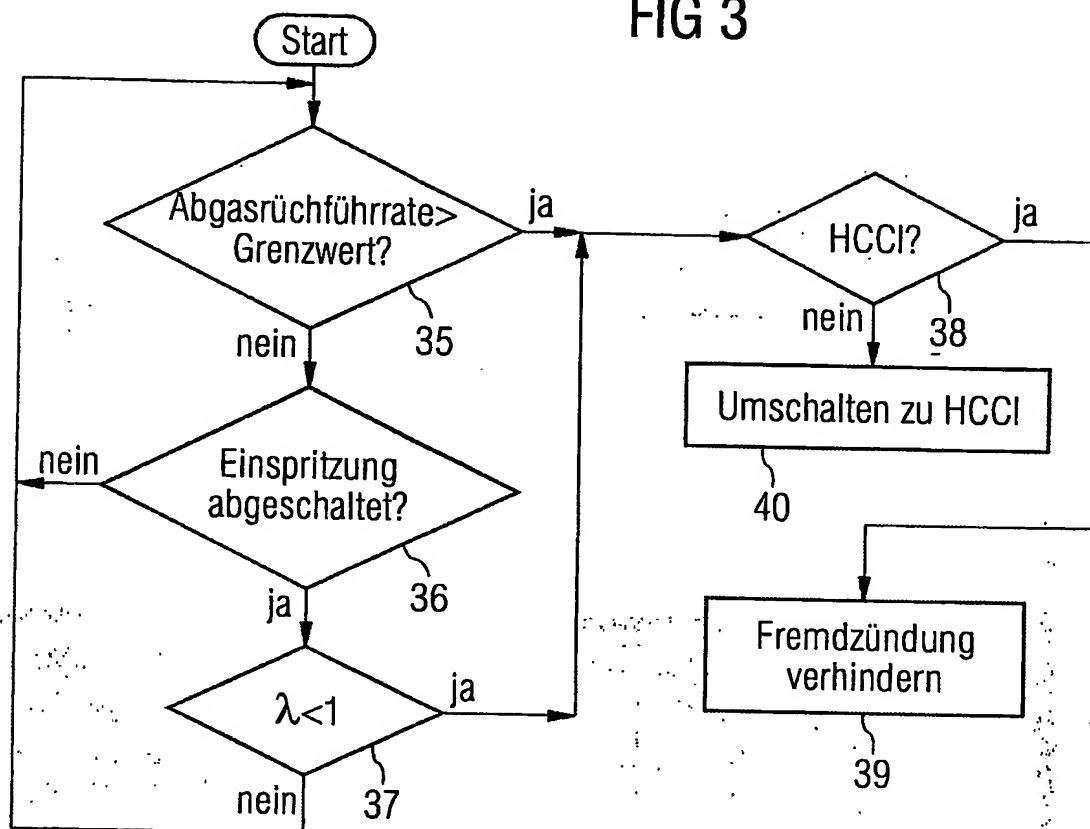 FIG 3
Start
Abgasrüchführrate>
Grenzwert?
ja
35
nein
Einspritzung
abgeschaltet?
nein
36
ja
λ<1
ja
37
nein
HCCI?
ja
38
nein
Umschalten zu HCCI
40
Fremdzündung
verhindern
39